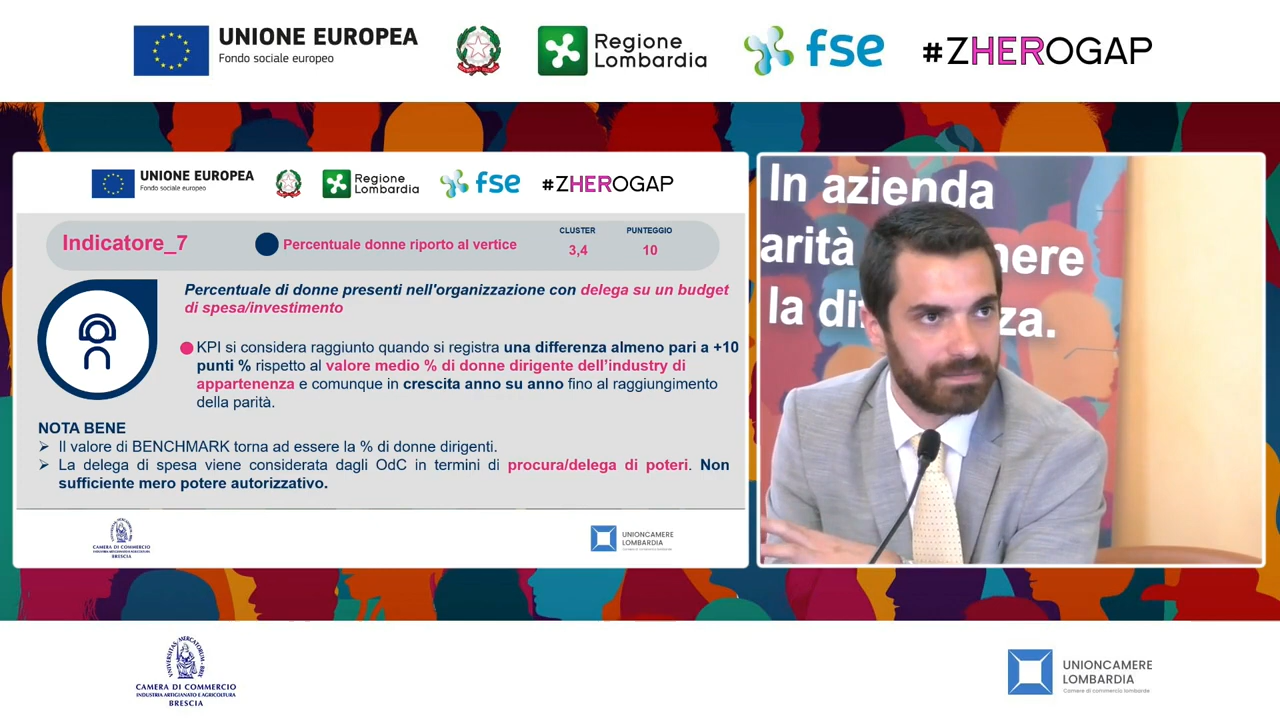 UNIONE EUROPEA
Fondo sociale europeo
Regione
Lombardia
fse
#ZHEROGAP
UNIONE EUROPEA
Fondo sociale europeo
Regione
Lombardia
fse
#ZHEROGAP
Indicatore_7
Percentuale donne riporto al vertice
CLUSTER
3,4
PUNTEGGIO
10
Percentuale di donne presenti nell'organizzazione con delega su un budget
di spesa/investimento
KPI si considera raggiunto quando si registra una differenza almeno pari a +10
punti % rispetto al valore medio % di donne dirigente dell'industry di
appartenenza e comunque in crescita anno su anno fino al raggiungimento
della parità.
NOTA BENE
➢ Il valore di BENCHMARK torna ad essere la % di donne dirigenti.
➢ La delega di spesa viene considerata dagli OdC in termini di procura/delega di poteri. Non
sufficiente mero potere autorizzativo.
CAMERA DI COMMERCIO
INDUSTRIA ARTIGIANATO E AGRICOLTURA
BRESCIA
UNIONCAMERE
LOMBARDIA
In azienda
arità nere
la di za.
CAMERA DI COMMERCIO
INDUSTRIA ARTIGIANATO E AGRICOLTURA
BRESCIA
UNIONCAMERE
LOMBARDIA
Camere di commercio lombarde